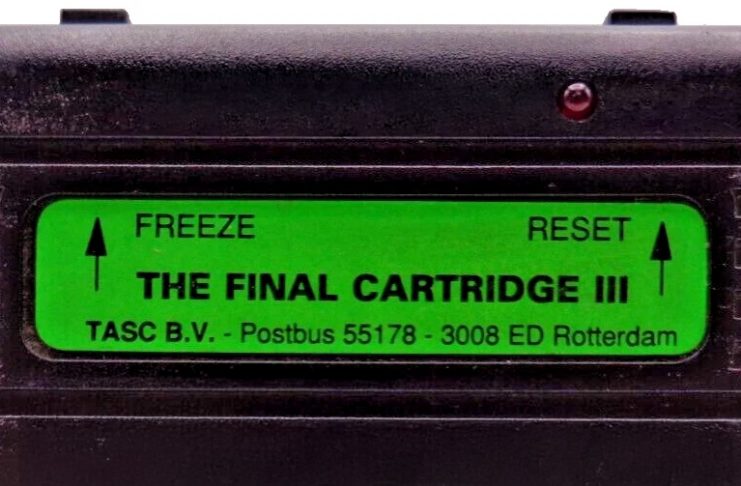 FREEZE RESET
THE FINAL CARTRIDGE III
TASC B.V. - Postbus 55178 - 3008 ED Rotterdam